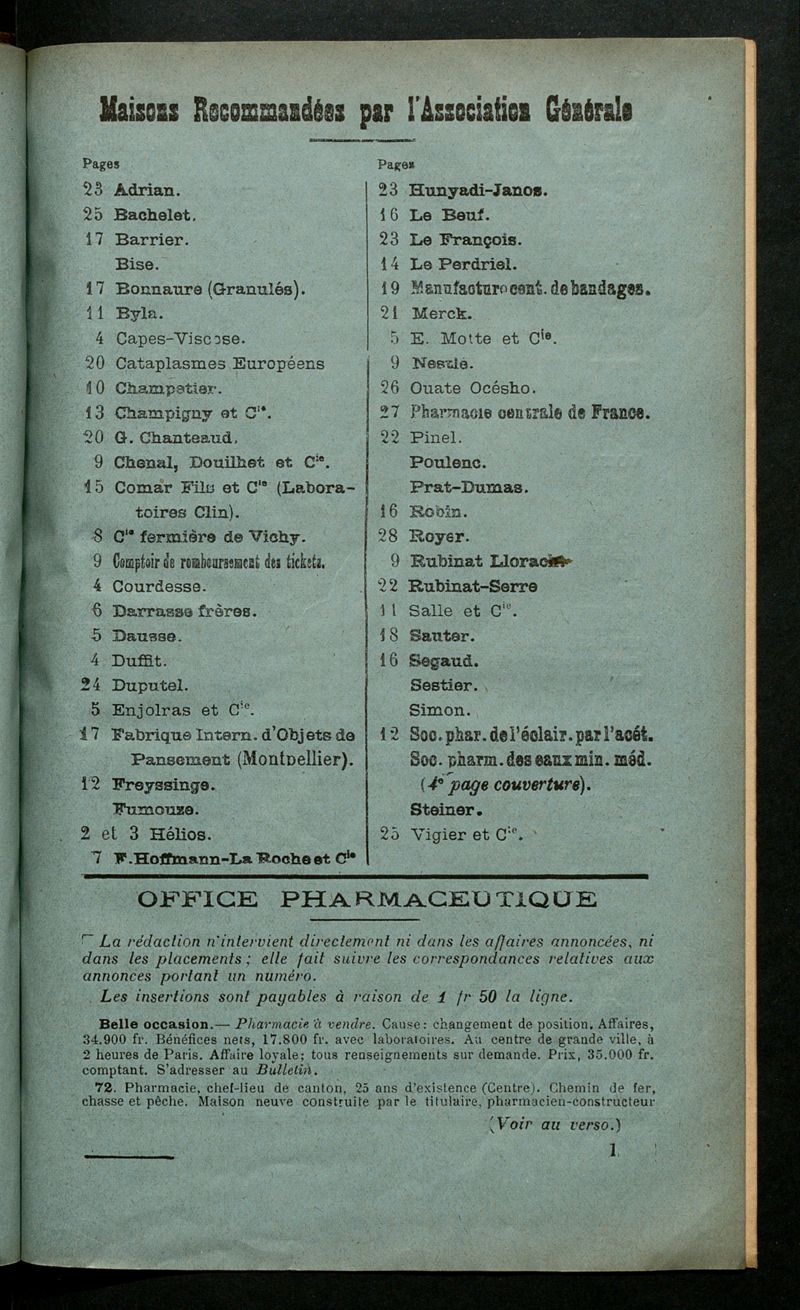 Maisons Recommandées par l'Association Générale
Pages
23 Adrian.
25 Bachelet.
17 Barrier.
Bise.
17 Bonnaure (Granulés).
11 Byla.
4 Capes-Viscose.
20 Cataplasmes Européens
10 Champetier.
13 Champigny et Cie.
20 G. Chanteaud.
9 Chenal, Douilhet et Cie.
15 Comar Fils et Cie (Labora-
toires Clin).
8 Cie fermière de Vichy.
9 Comptoir de remboursement des tickets.
4 Courdesse.
6 Darrasse frères.
5 Dausse.
4 Duffit.
24 Duputel.
5 Enjolras et Cie.
17 Fabrique Intern. d'Objets de
Pansement (Montpellier).
12 Freyssinge.
Fumouze.
2 et 3 Hélios.
7 F. Hoffmann-La Roche et Cie
Pages
23 Hunyadi-Janos.
16 Le Beuf.
23 Le François.
14 Le Perdriel.
19 Manufacture cent. de bandages.
21 Merck.
5 E. Motte et Cie.
9 Nestlé.
26 Ouate Océsho.
27 Pharmacie centrale de France.
22 Pinel.
Poulenc.
Prat-Dumas.
16 Robin.
28 Royer.
9 Rubinat Llorach
22 Rubinat-Serre
11 Salle et Cie.
18 Sauter.
16 Segaud.
Sestier.
Simon.
12 Soc. phar. de l'éclair. par l'acét.
Soc. pharm. des eaux min. méd.
(4e page couverture).
Steiner.
25 Vigier et Cie.
OFFICE PHARMACEUTIQUE
La rédaction n'intervient directement ni dans les affaires annoncées, ni
dans les placements; elle fait suivre les correspondances relatives aux
annonces portant un numéro.
Les insertions sont payables à raison de 1 fr 50 la ligne.
Belle occasion.— Pharmacie à vendre. Cause: changement de position. Affaires,
34.900 fr. Bénéfices nets, 17.800 fr. avec laboratoires. Au centre de grande ville, à
2 heures de Paris. Affaire loyale; tous renseignements sur demande. Prix, 35.000 fr.
comptant. S'adresser au Bulletin.
72. Pharmacie, chef-lieu de canton, 25 ans d'existence (Centre). Chemin de fer,
chasse et pêche. Maison neuve construite par le titulaire, pharmacien-constructeur
(Voir au verso.)
1